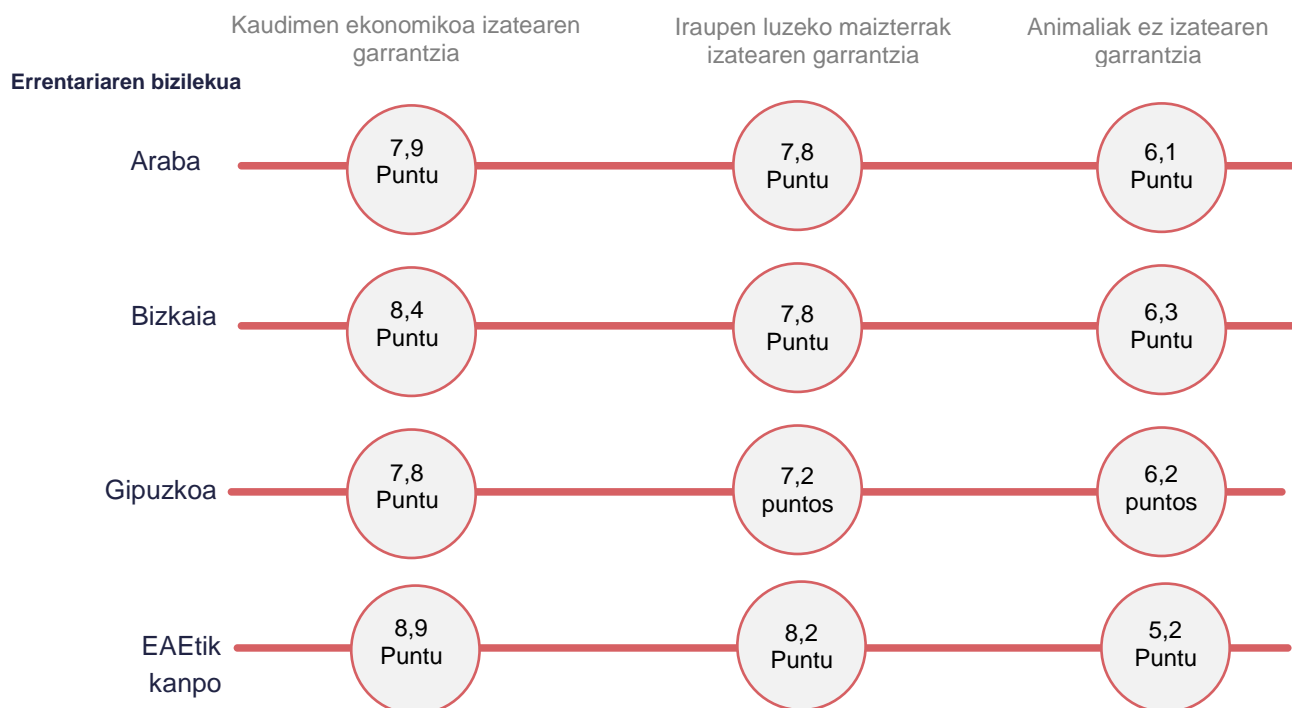 Kaudimen ekonomikoa izatearen
garrantzia
Iraupen luzeko maizterrak
izatearen garrantzia
Animaliak ez izatearen
garrantzia
Errentariaren bizilekua
Araba
7,9
Puntu
7,8
Puntu
6,1
Puntu
Bizkaia
8,4
Puntu
7,8
Puntu
6,3
Puntu
Gipuzkoa
7,8
Puntu
7,2
puntos
6,2
puntos
EAEtik
kanpo
8,9
Puntu
8,2
Puntu
5,2
Puntu